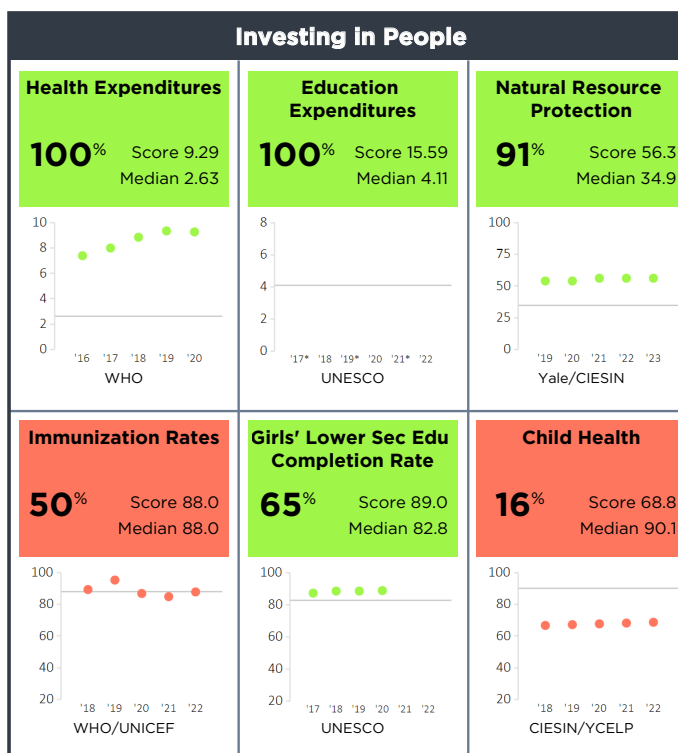 Investing in People
Health Expenditures
100%
Score 9.29
Median 2.63
10
8
6
4
2
0
'16 '17 '18 '19 '20
WHO
Education
Expenditures
100%
Score 15.59
Median 4.11
8
6
4
2
0
'17* '18 '19* '20 '21* '22
UNESCO
Natural Resource
Protection
91%
Score 56.3
Median 34.9
100
75
50
25
0
'19 '20 '21 '22 '23
Yale/CIESIN
Immunization Rates
50%
Score 88.0
Median 88.0
100
80
60
40
20
'18 '19 '20 '21 '22
WHO/UNICEF
Girls' Lower Sec Edu
Completion Rate
65%
Score 89.0
Median 82.8
100
80
60
40
20
'17 '18 '19 '20 '21 '22
UNESCO
Child Health
16%
Score 68.8
Median 90.1
100
80
60
40
20
'18 '19 '20 '21 '22
CIESIN/YCELP